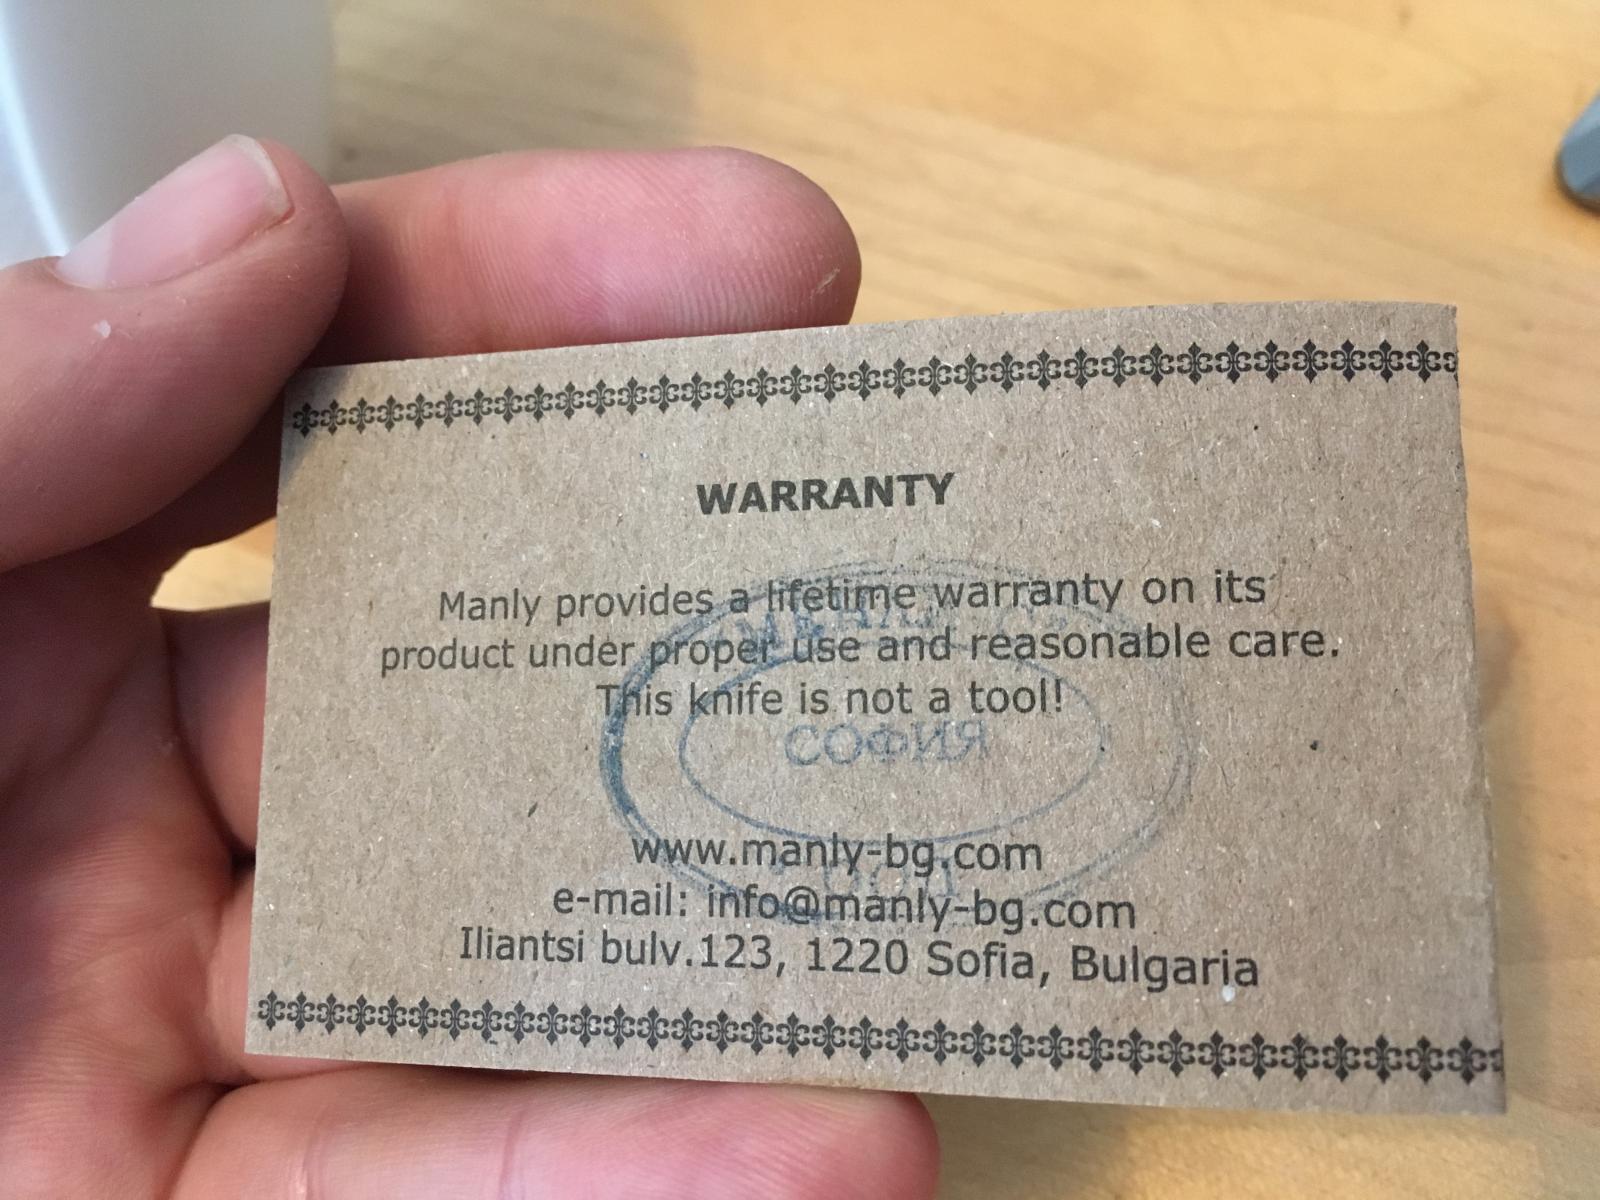 WARRANTY
Manly provides a lifetime warranty on its
product under proper use and reasonable care.
This knife is not a tool!
СОФИЯ
www.manly-bg.com
e-mail: info@manly-bg.com
Iliantsi bulv.123, 1220 Sofia, Bulgaria